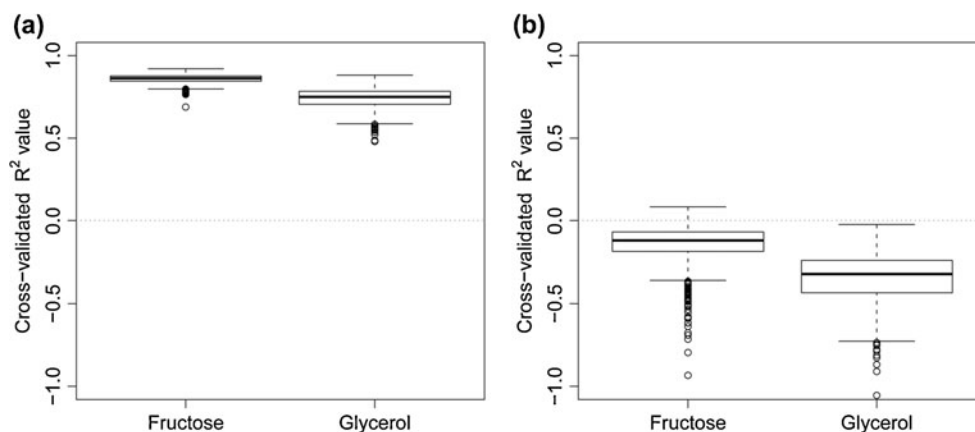 (a)
Cross-validated R² value
1.0
0.5
0.0
−0.5
−1.0
Fructose
Glycerol
(b)
Cross-validated R² value
1.0
0.5
0.0
−0.5
−1.0
Fructose
Glycerol